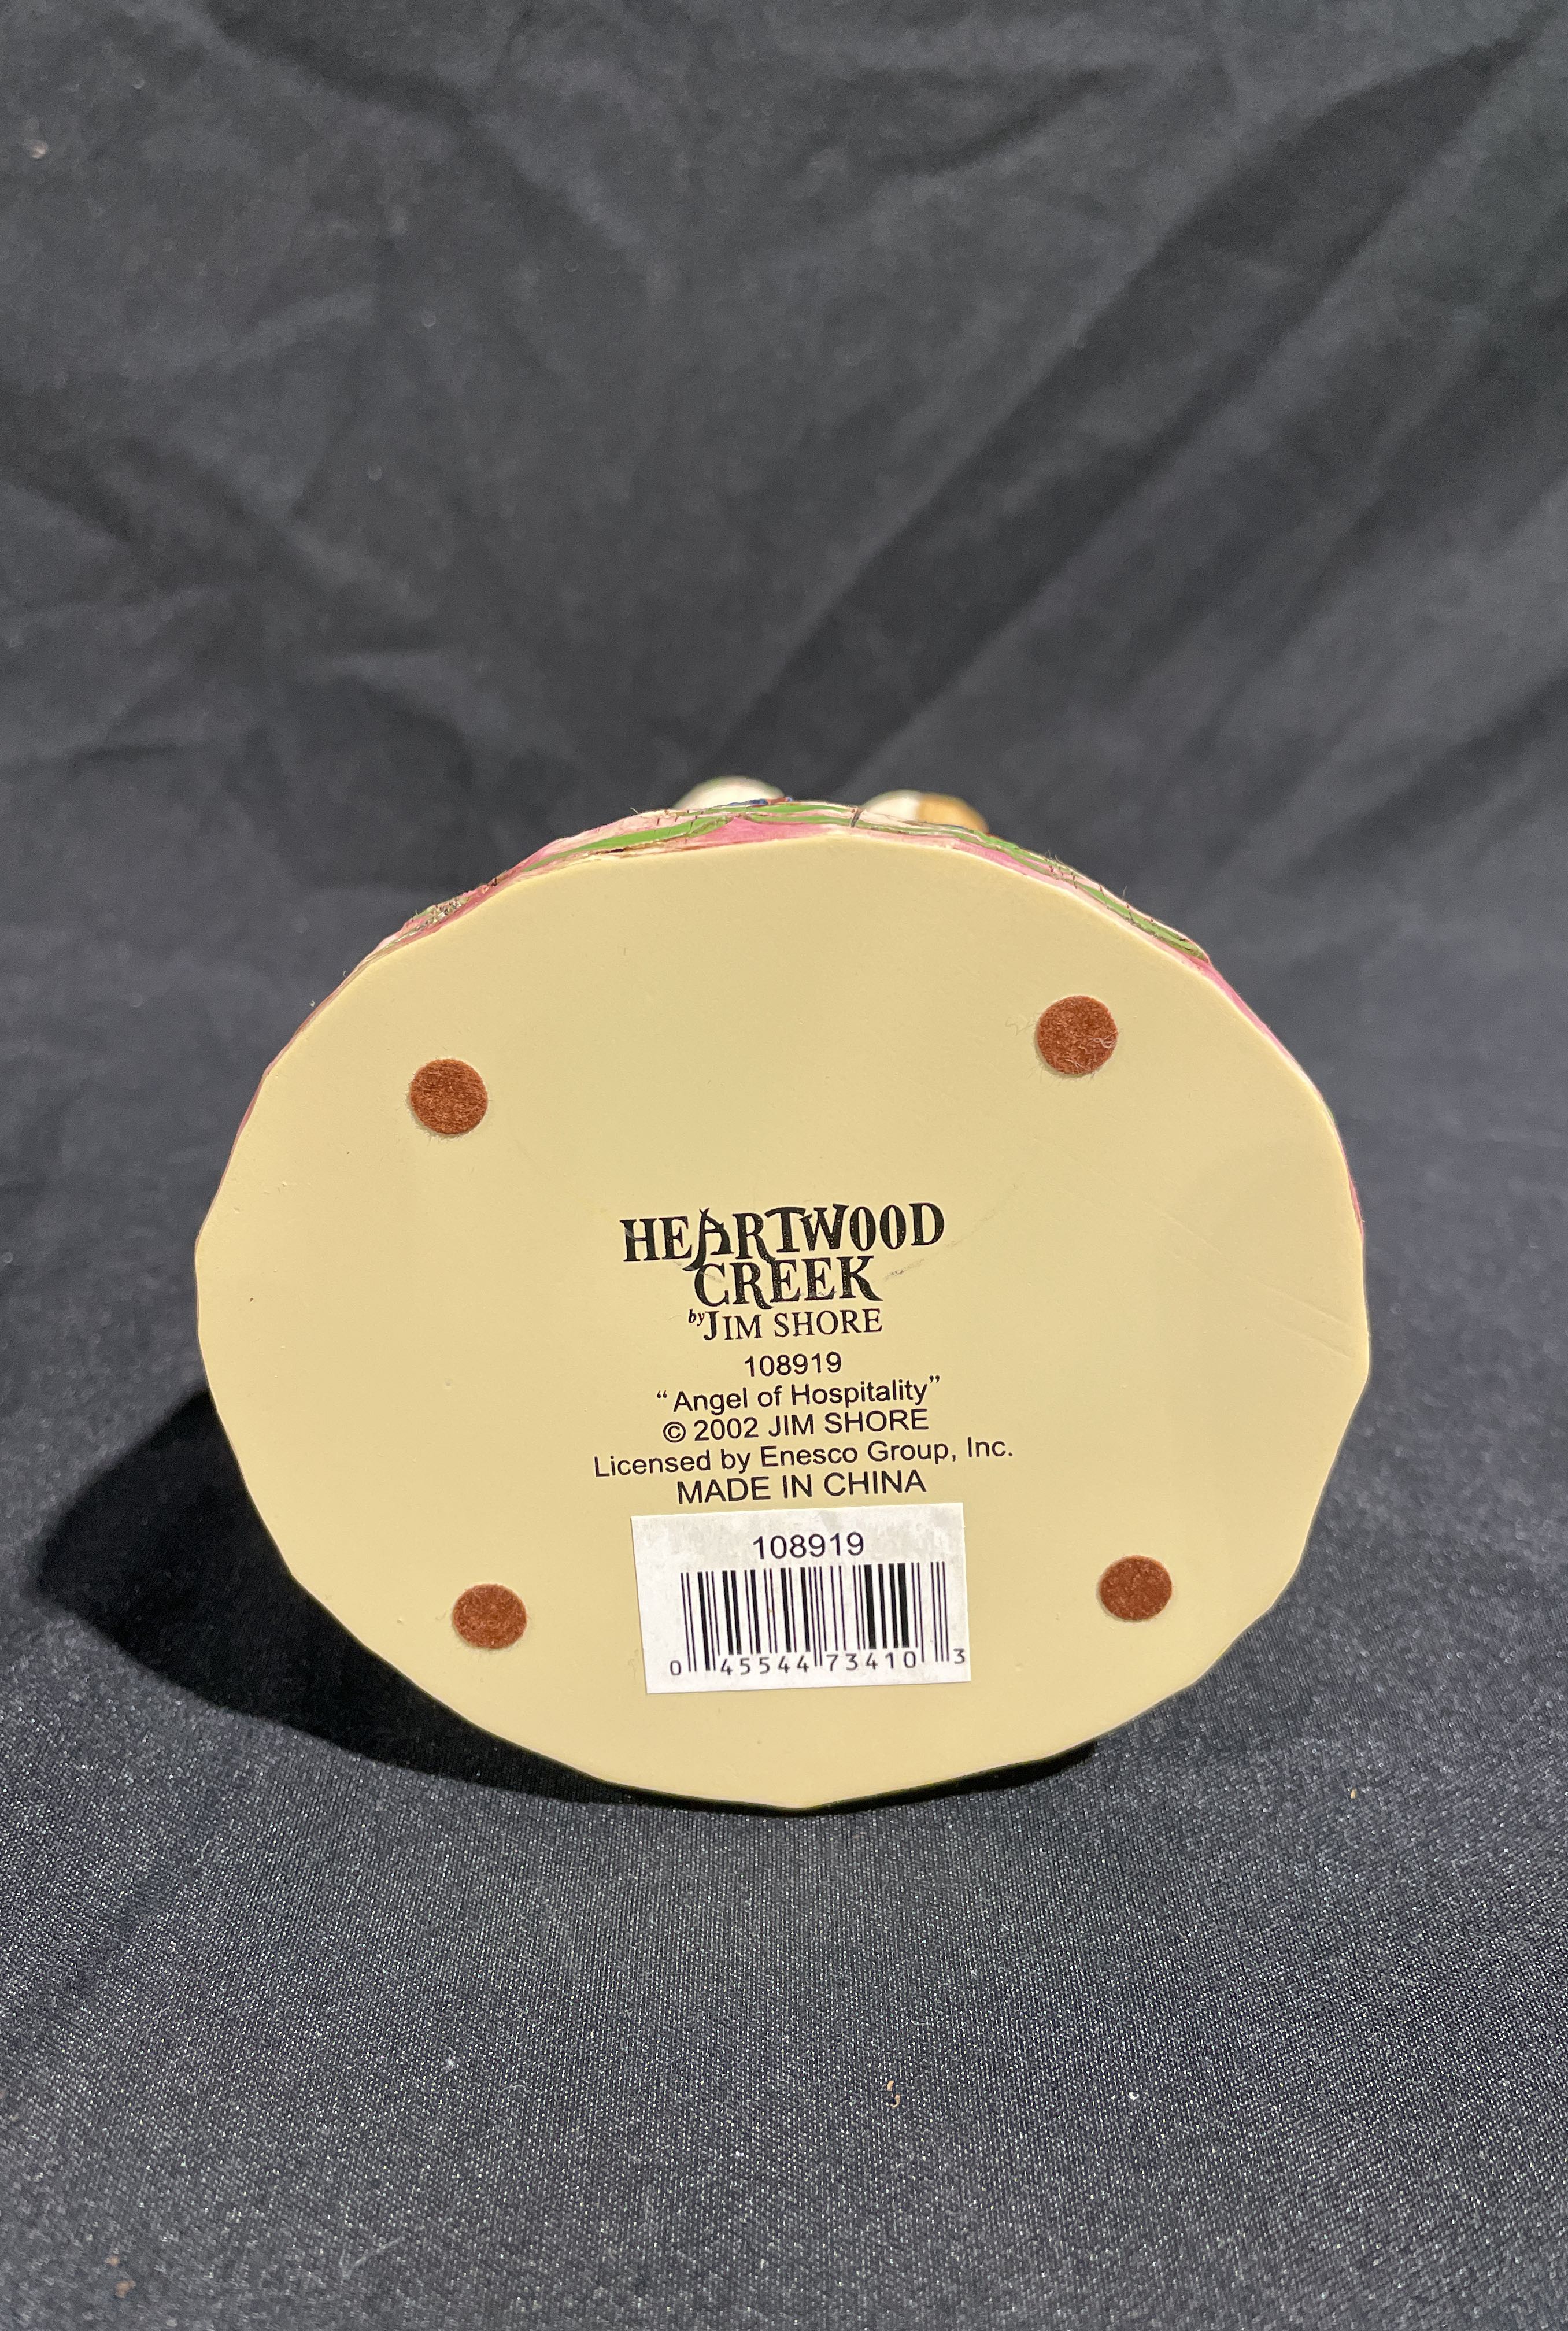 HEARTWOOD
CREEK
by JIM SHORE
108919
“Angel of Hospitality”
© 2002 JIM SHORE
Licensed by Enesco Group, Inc.
MADE IN CHINA
108919
0 45544 73410 3